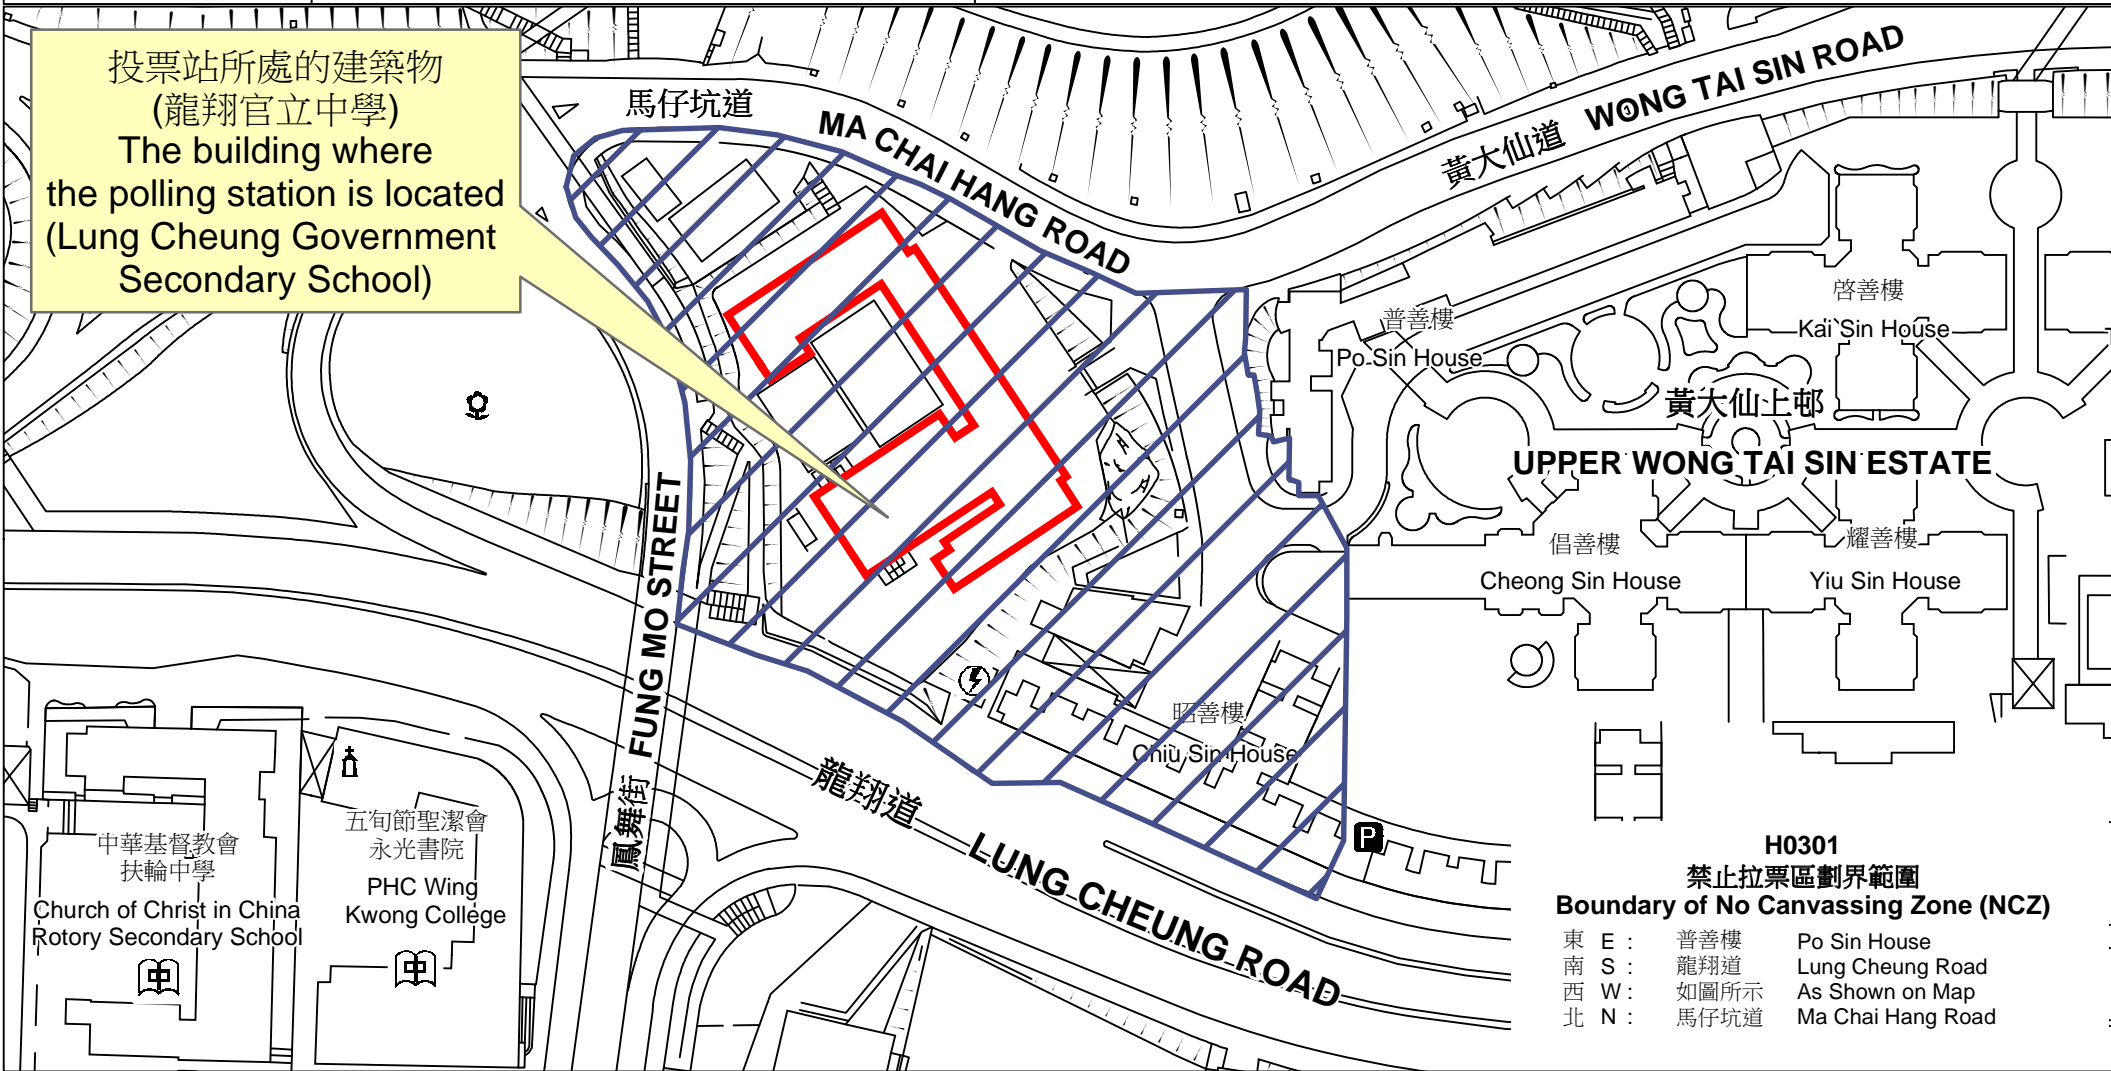 投票站所處的建築物
(龍翔官立中學)
The building where
the polling station is located
(Lung Cheung Government
Secondary School)
馬仔坑道
MA CHAI HANG ROAD
黃大仙道 WONG TAI SIN ROAD
普善樓
Po Sin House
啓善樓
Kai Sin House
黃大仙上邨
UPPER WONG TAI SIN ESTATE
倡善樓
Cheong Sin House
耀善樓
Yiu Sin House
昭善樓
Chiu Sin House
鳳舞街 FUNG MO STREET
龍翔道 LUNG CHEUNG ROAD
P
中華基督教會
扶輪中學
Church of Christ in China
Rotory Secondary School
中
五旬節聖潔會
永光書院
PHC Wing
Kwong College
中
H0301
禁止拉票區劃界範圍
Boundary of No Canvassing Zone (NCZ)
東 E : 普善樓 Po Sin House
南 S : 龍翔道 Lung Cheung Road
西 W : 如圖所示 As Shown on Map
北 N : 馬仔坑道 Ma Chai Hang Road